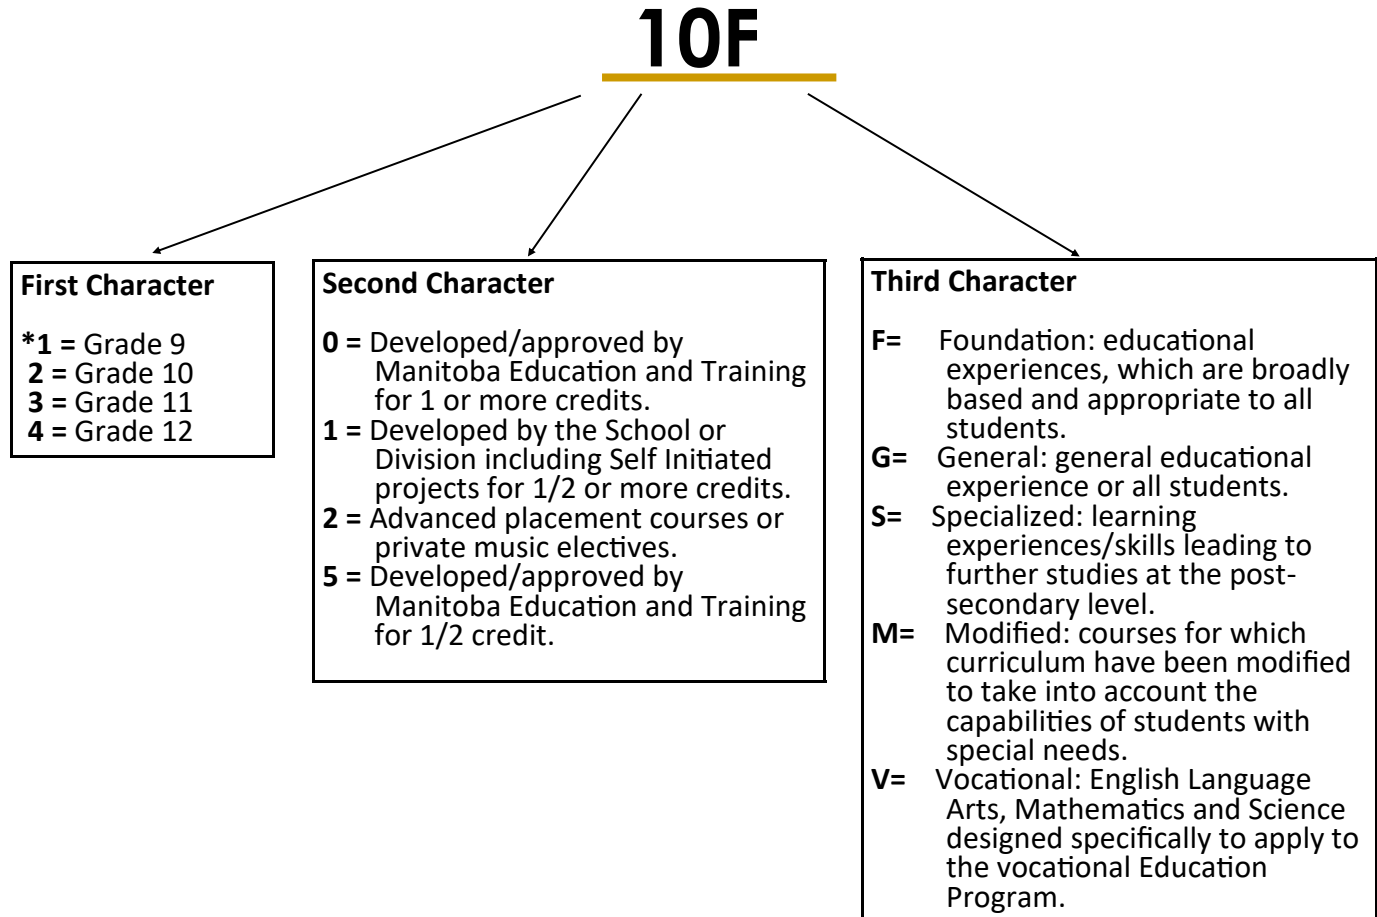 10F
First Character
*1 = Grade 9
2 = Grade 10
3 = Grade 11
4 = Grade 12
Second Character
0 = Developed/approved by
Manitoba Education and Training
for 1 or more credits.
1 = Developed by the School or
Division including Self Initiated
projects for 1/2 or more credits.
2 = Advanced placement courses or
private music electives.
5 = Developed/approved by
Manitoba Education and Training
for 1/2 credit.
Third Character
F= Foundation: educational
experiences, which are broadly
based and appropriate to all
students.
G= General: general educational
experience or all students.
S= Specialized: learning
experiences/skills leading to
further studies at the post-
secondary level.
M= Modified: courses for which
curriculum have been modified
to take into account the
capabilities of students with
special needs.
V= Vocational: English Language
Arts, Mathematics and Science
designed specifically to apply to
the vocational Education
Program.